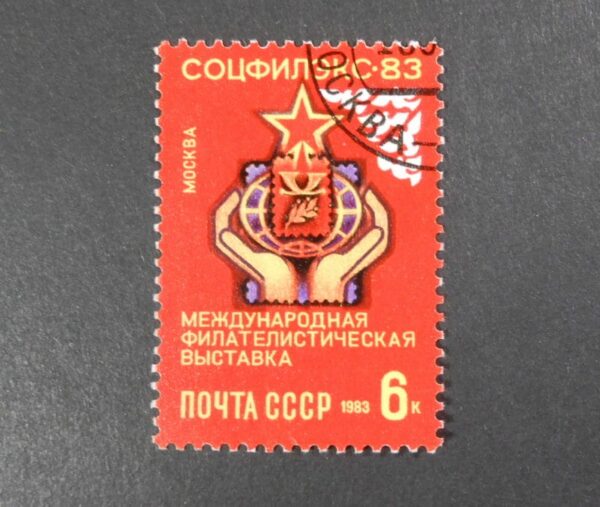 СОЦФИЛЭКС·83
МОСКВА
МЕЖДУНАРОДНАЯ
ФИЛАТЕЛИСТИЧЕСКАЯ
ВЫСТАВКА
ПОЧТА СССР 1983 6к